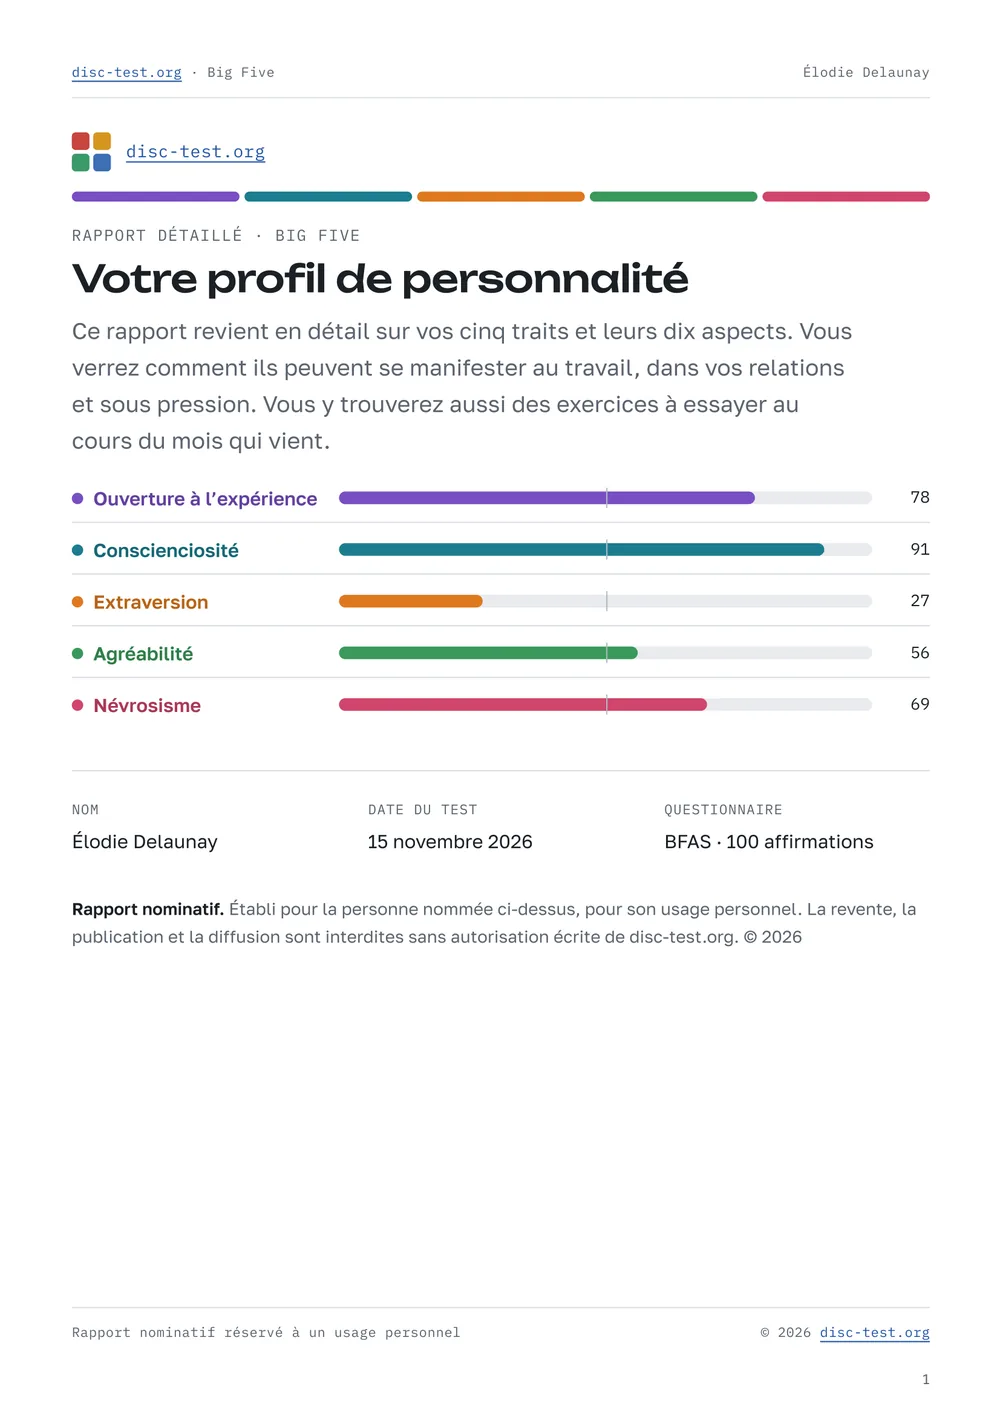 disc-test.org · Big Five
Élodie Delaunay
disc-test.org
RAPPORT DÉTAILLÉ · BIG FIVE
Votre profil de personnalité
Ce rapport revient en détail sur vos cinq traits et leurs dix aspects. Vous
verrez comment ils peuvent se manifester au travail, dans vos relations
et sous pression. Vous y trouverez aussi des exercices à essayer au
cours du mois qui vient.
Ouverture à l’expérience 78
Conscienciosité 91
Extraversion 27
Agréabilité 56
Névrosisme 69
NOM
Élodie Delaunay
DATE DU TEST
15 novembre 2026
QUESTIONNAIRE
BFAS · 100 affirmations
Rapport nominatif. Établi pour la personne nommée ci-dessus, pour son usage personnel. La revente, la
publication et la diffusion sont interdites sans autorisation écrite de disc-test.org. © 2026
Rapport nominatif réservé à un usage personnel
© 2026 disc-test.org
1